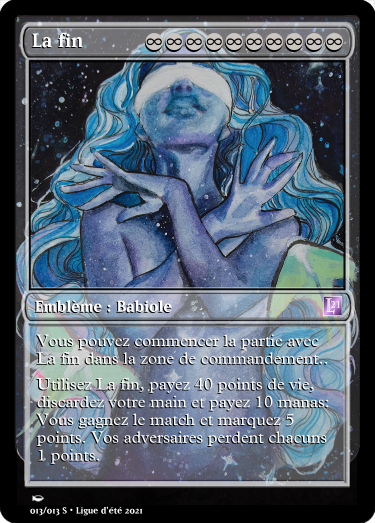 La fin
∞∞∞∞∞∞∞∞∞∞
Emblème : Babiole
L21
Vous pouvez commencer la partie avec
La fin dans la zone de commandement..
Utilisez La fin, payez 40 points de vie,
discardez votre main et payez 10 manas:
Vous gagnez le match et marquez 5
points. Vos adversaires perdent chacuns
1 points.
013/013 S • Ligue d'été 2021